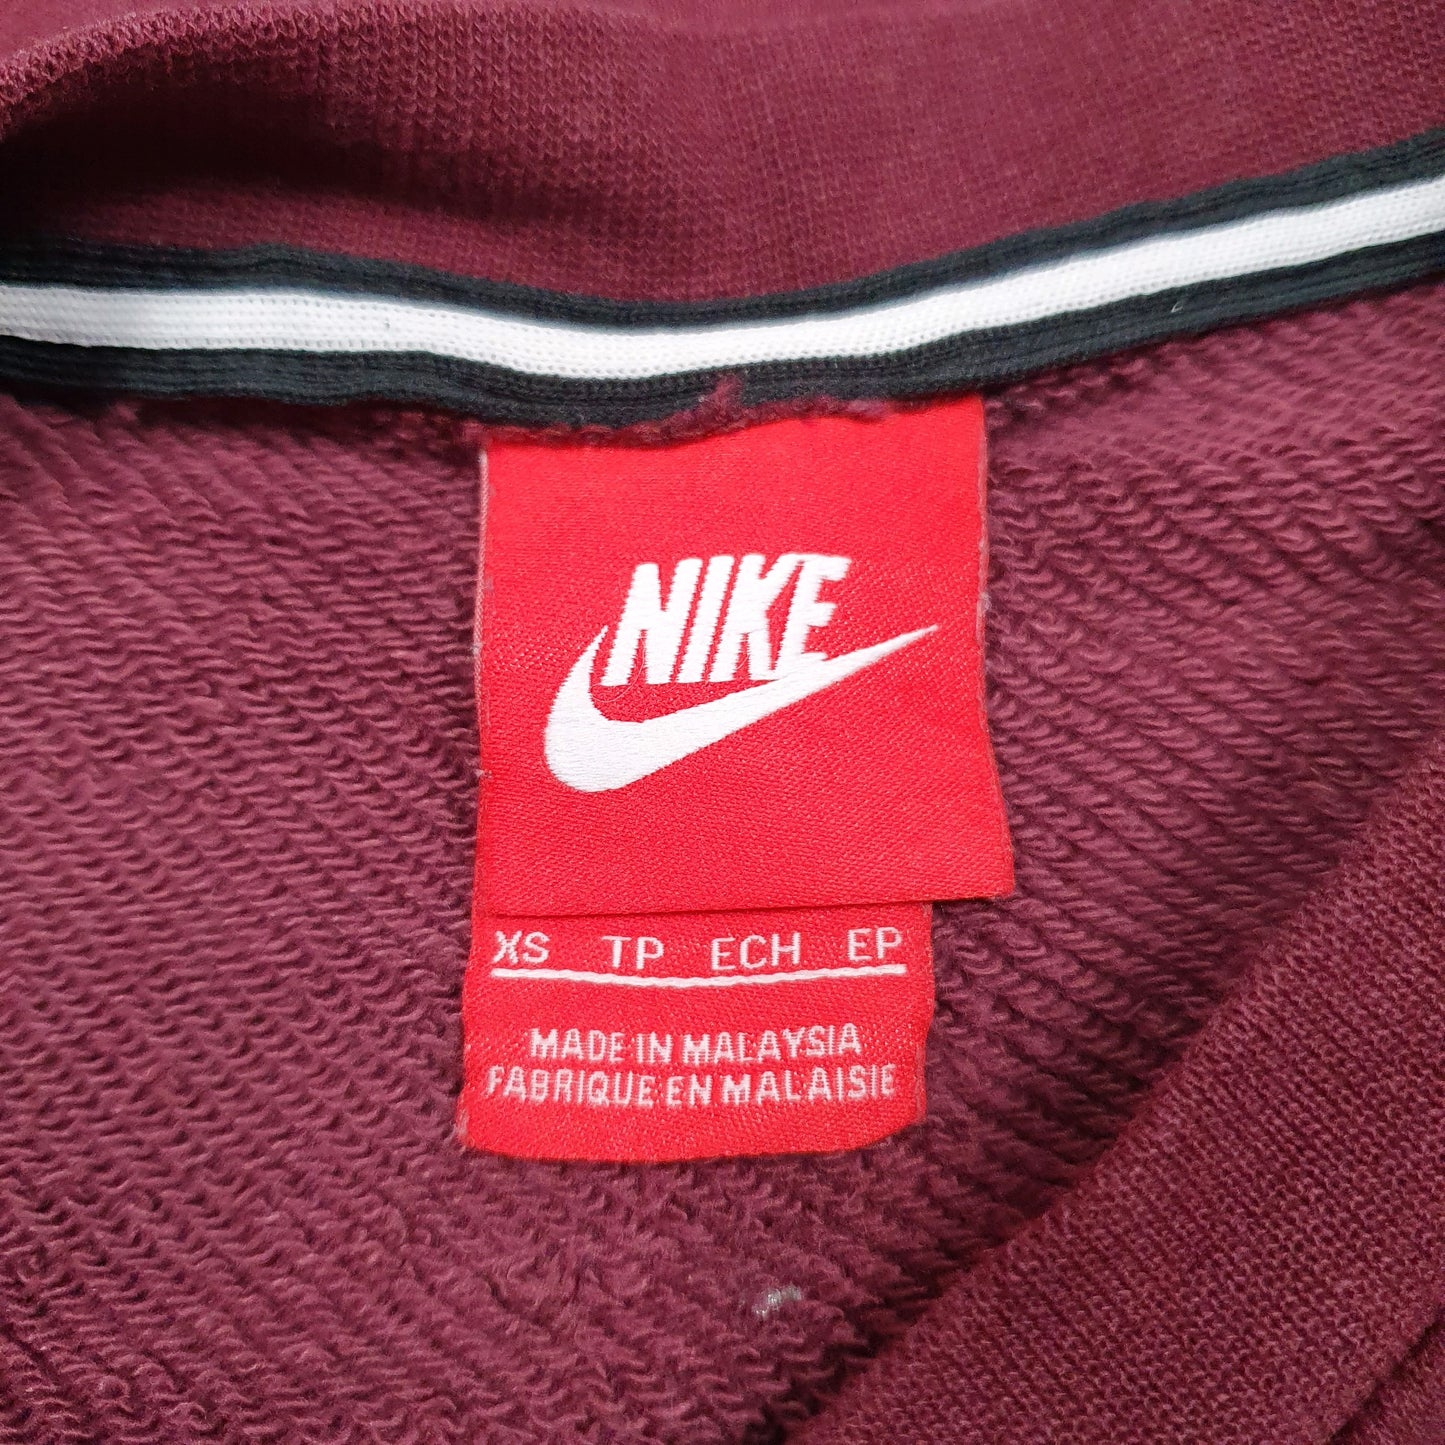 NIKE
XS TP ECH EP
MADE IN MALAYSIA
FABRIQUE EN MALAISIE